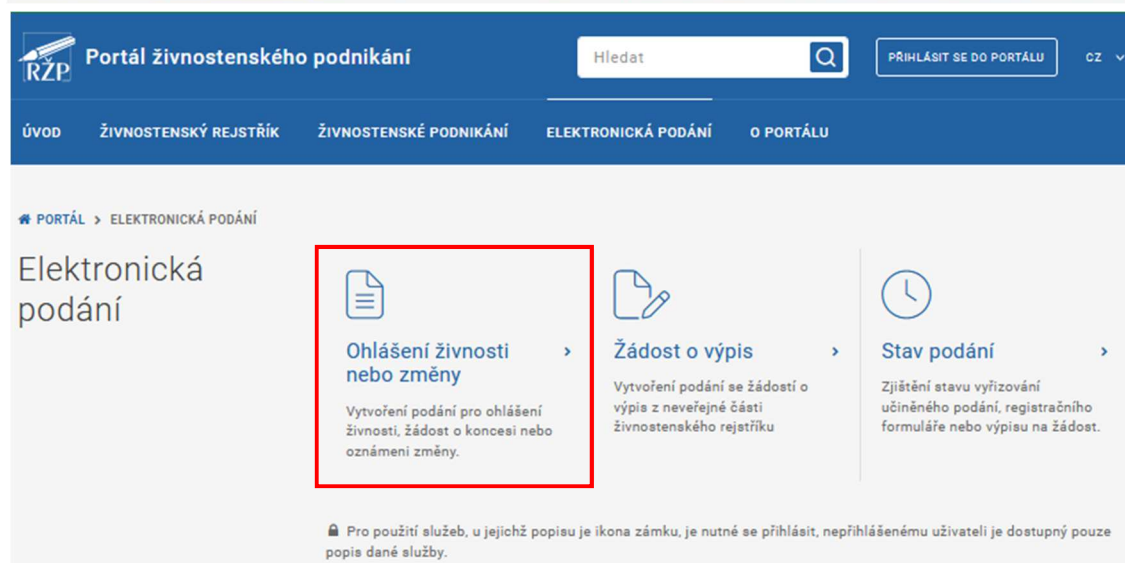 RŽP
Portál živnostenského podnikání
Hledat
PŘIHLÁSIT SE DO PORTÁLU
CZ
ÚVOD ŽIVNOSTENSKÝ REJSTŘÍK ŽIVNOSTENSKÉ PODNIKÁNÍ ELEKTRONICKÁ PODÁNÍ O PORTÁLU
PORTÁL > ELEKTRONICKÁ PODÁNÍ
Elektronická
podání
Ohlášení živnosti
nebo změny
Vytvoření podání pro ohlášení
živnosti, žádost o koncesi nebo
oznámeni změny.
Žádost o výpis
Vytvoření podání se žádostí o
výpis z neveřejné části
živnostenského rejstříku
Stav podání
Zjištění stavu vyřizování
učiněného podání, registračního
formuláře nebo výpisu na žádost.
Pro použití služeb, u jejichž popisu je ikona zámku, je nutné se přihlásit, nepřihlášenému uživateli je dostupný pouze
popis dané služby.